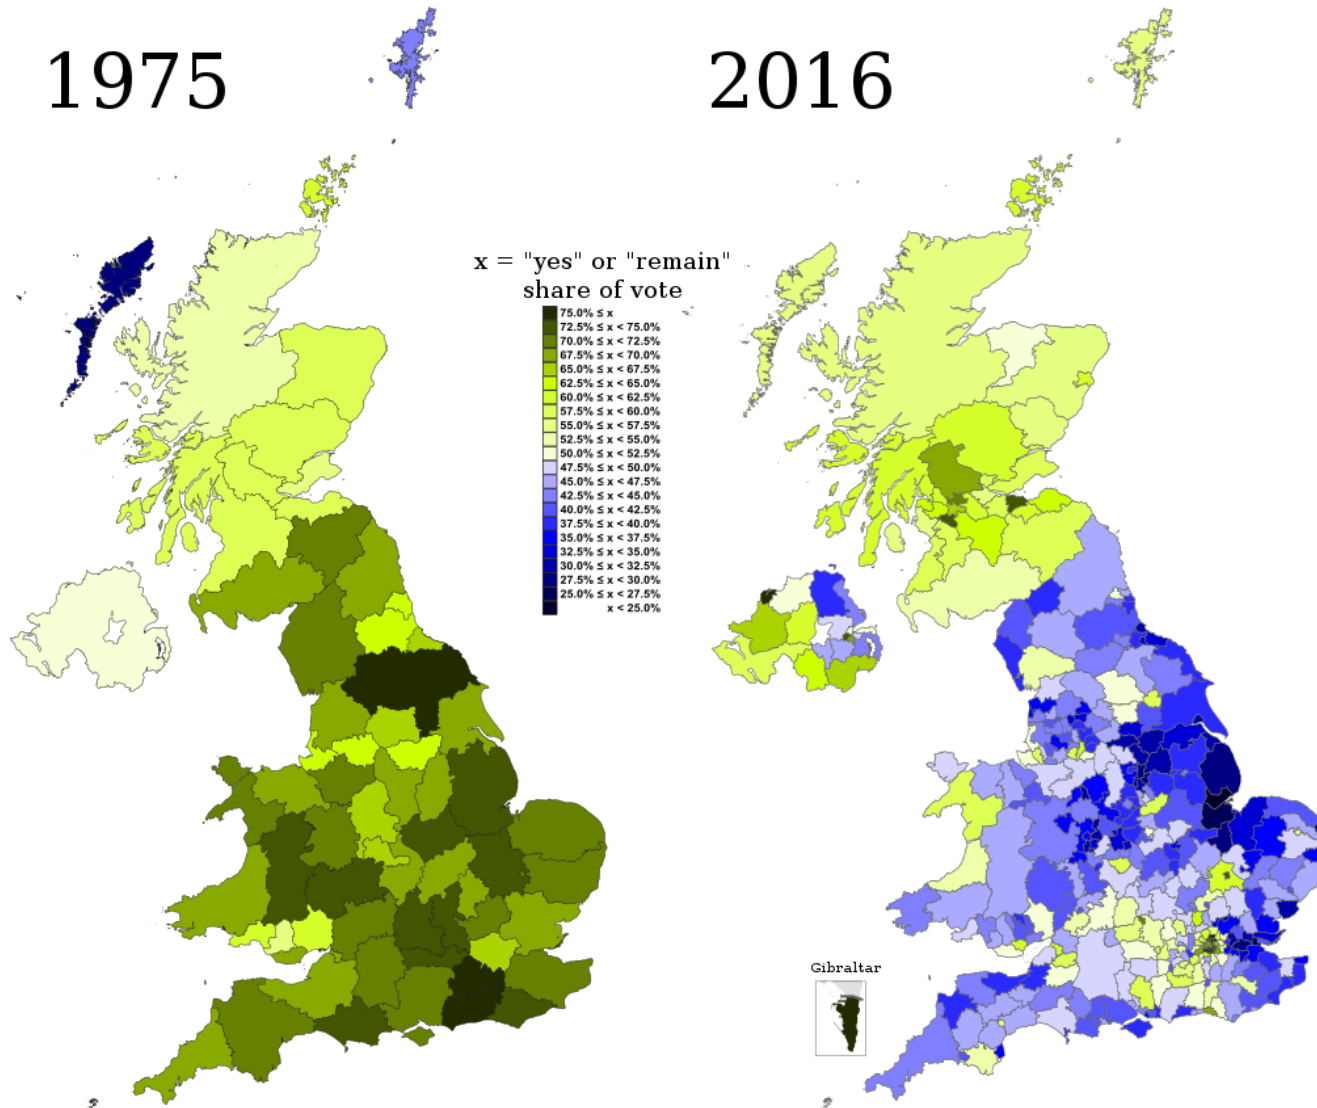 1975
2016
x = "yes" or "remain"
share of vote
75.0% ≤ x
72.5% ≤ x < 75.0%
70.0% ≤ x < 72.5%
67.5% ≤ x < 70.0%
65.0% ≤ x < 67.5%
62.5% ≤ x < 65.0%
60.0% ≤ x < 62.5%
57.5% ≤ x < 60.0%
55.0% ≤ x < 57.5%
52.5% ≤ x < 55.0%
50.0% ≤ x < 52.5%
47.5% ≤ x < 50.0%
45.0% ≤ x < 47.5%
42.5% ≤ x < 45.0%
40.0% ≤ x < 42.5%
37.5% ≤ x < 40.0%
35.0% ≤ x < 37.5%
32.5% ≤ x < 35.0%
30.0% ≤ x < 32.5%
27.5% ≤ x < 30.0%
25.0% ≤ x < 27.5%
x < 25.0%
Gibraltar